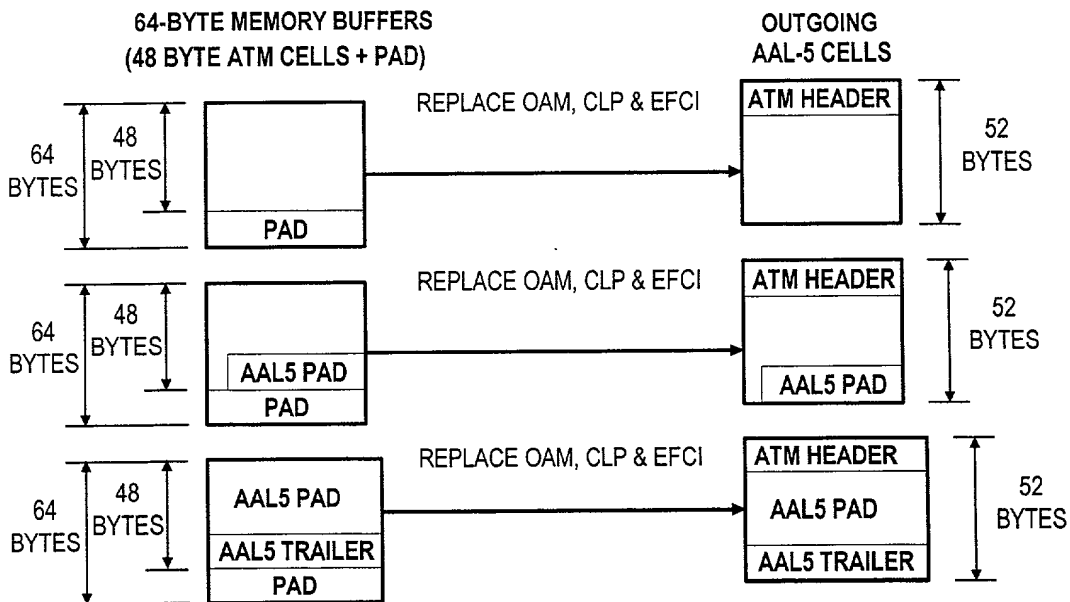 64-BYTE MEMORY BUFFERS
(48 BYTE ATM CELLS + PAD)
OUTGOING
AAL-5 CELLS
64
BYTES
48
BYTES
PAD
REPLACE OAM, CLP & EFCI
ATM HEADER
52
BYTES
64
BYTES
48
BYTES
AAL5 PAD
PAD
REPLACE OAM, CLP & EFCI
ATM HEADER
AAL5 PAD
52
BYTES
64
BYTES
48
BYTES
AAL5 PAD
AAL5 TRAILER
PAD
REPLACE OAM, CLP & EFCI
ATM HEADER
AAL5 PAD
AAL5 TRAILER
52
BYTES